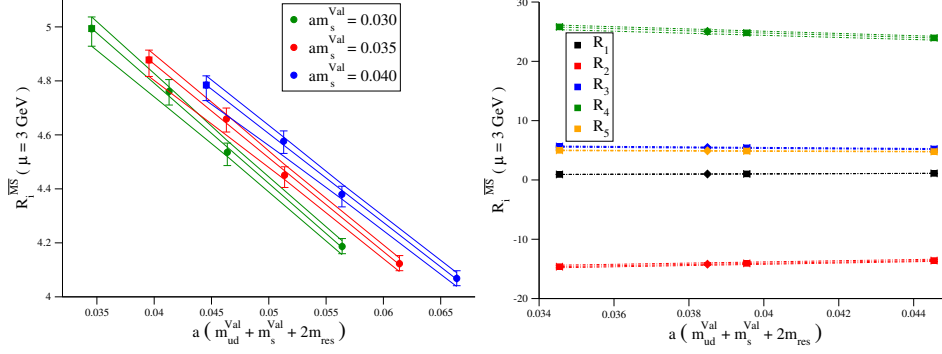 5
4.8
4.6
4.4
4.2
4
R_i^MS ( μ = 3 GeV )
am_s^Val = 0.030
am_s^Val = 0.035
am_s^Val = 0.040
0.035 0.04 0.045 0.05 0.055 0.06 0.065
a ( m_ud^Val + m_s^Val + 2m_res )
30
20
10
0
-10
-20
R_i^MS ( μ = 3 GeV )
R_1
R_2
R_3
R_4
R_5
0.034 0.036 0.038 0.04 0.042 0.044
a ( m_ud^Val + m_s^Val + 2m_res )